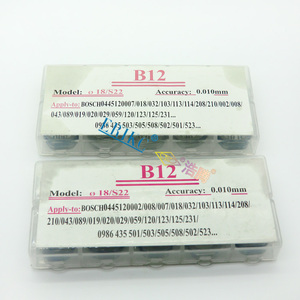 B12
Model: o 18/S22 Accuracy: 0.010mm
Apply-to: BOSCH0445120007/018/032/103/113/114/208/210/002/008/
043/089/019/020/029/059/120/123/125/231...
0986 435 503/505/508/502/501/523...
B12
Model: o 18/S22 Accuracy: 0.010mm
Apply-to: BOSCH0445120002/008/007/018/032/103/113/113/114/208/
210/043/089/019/020/029/059/120/123/125/231/
0986 435 501/503/505/508/502/523...